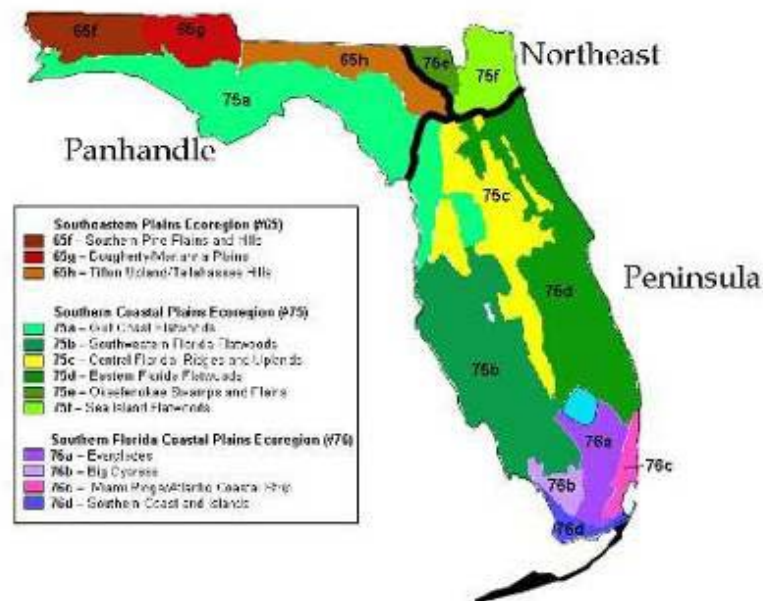 65f
65g
65h
75e
75f
Northeast
75a
Panhandle
75c
Southeastern Plains Ecoregion (#65)
65f – Southern Pine Plains and Hills
65g – Dougherty/Marianna Plains
65h – Tifton Upland/Tallahassee Hills
Peninsula
75d
Southern Coastal Plains Ecoregion (#75)
75a – Gulf Coast Flatwoods
75b – Southwestern Florida Flatwoods
75c – Central Florida Ridges and Uplands
75d – Eastern Florida Flatwoods
75e – Okeefenokee Swamps and Plains
75f – Sea Island Flatwoods
75b
Southern Florida Coastal Plains Ecoregion (#76)
76a – Everglades
76b – Big Cypress
76c – Miami Ridge/Atlantic Coastal Strip
76d – Southern Coast and Islands
76a
76c
76b
76d